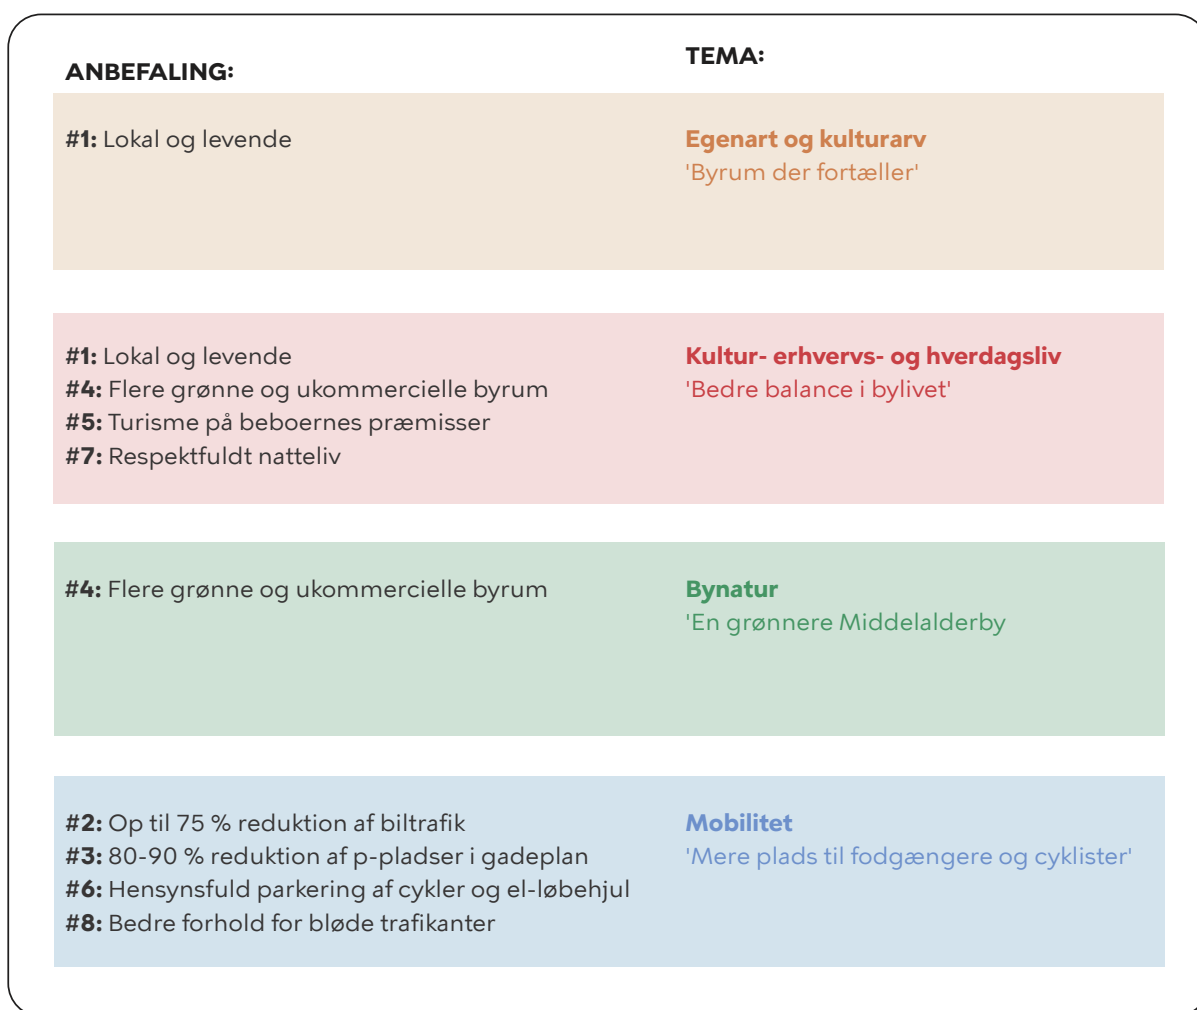 ANBEFALING:
TEMA:
#1: Lokal og levende
Egenart og kulturarv
'Byrum der fortæller'
#1: Lokal og levende
#4: Flere grønne og ukommercielle byrum
#5: Turisme på beboernes præmisser
#7: Respektfuldt natteliv
Kultur- erhvervs- og hverdagsliv
'Bedre balance i bylivet'
#4: Flere grønne og ukommercielle byrum
Bynatur
'En grønnere Middelalderby
#2: Op til 75 % reduktion af biltrafik
#3: 80-90 % reduktion af p-pladser i gadeplan
#6: Hensynsfuld parkering af cykler og el-løbehjul
#8: Bedre forhold for bløde trafikanter
Mobilitet
'Mere plads til fodgængere og cyklister'